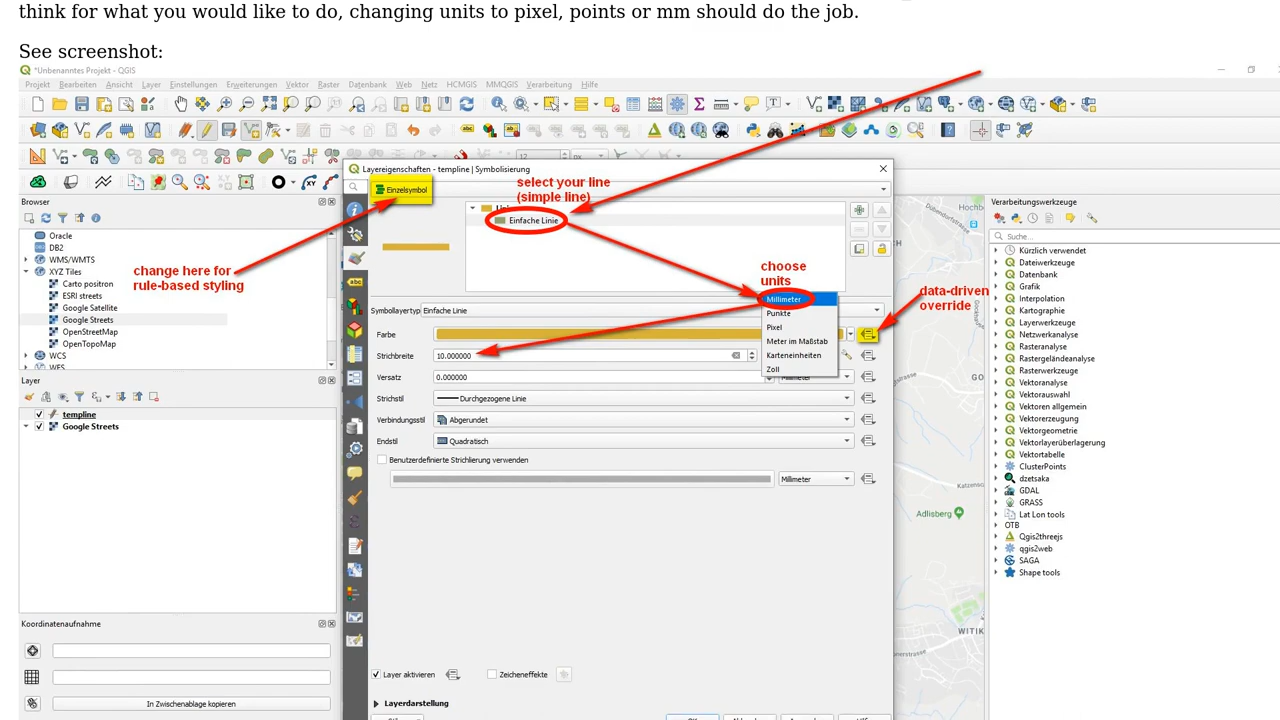 think for what you would like to do, changing units to pixel, points or mm should do the job.
See screenshot:
*Unbenanntes Projekt - QGIS
Projekt Bearbeiten Ansicht Layer Einstellungen Erweiterungen Vektor Raster Datenbank Web Netz HCMGIS MMQGIS Verarbeitung Hilfe
12 px
Layereigenschaften - templine | Symbolisierung
Einzelsymbol
select your line
(simple line)
Einfache Linie
change here for
rule-based styling
choose
units
data-driven
override
Symbollayertyp Einfache Linie
Farbe
Strichbreite 10.000000
Versatz 0.000000 Millimeter
Strichstil Durchgezogene Linie
Verbindungsstil Abgerundet
Endstil Quadratisch
Benutzerdefinierte Strichlierung verwenden
Millimeter
Millimeter
Punkte
Pixel
Meter im Maßstab
Karteneinheiten
Zoll
Layer aktivieren Zeicheneffekte
Layerdarstellung
Browser
Oracle
DB2
WMS/WMTS
XYZ Tiles
Carto positron
ESRI streets
Google Satellite
Google Streets
OpenStreetMap
OpenTopoMap
WCS
WFS
Layer
templine
Google Streets
Koordinatenaufnahme
In Zwischenablage kopieren
Adlisberg
WITIK
Verarbeitungswerkzeuge
Suche...
Kürzlich verwendet
Dateiwerkzeuge
Datenbank
Grafik
Interpolation
Kartographie
Layerwerkzeuge
Netzwerkanalyse
Rasteranalyse
Rastergeländeanalyse
Rasterwerkzeuge
Vektoranalyse
Vektorauswahl
Vektoren allgemein
Vektorerzeugung
Vektorgeometrie
Vektorlayerüberlagerung
Vektortabelle
ClusterPoints
dzetsaka
GDAL
GRASS
Lat Lon tools
OTB
Qgis2threejs
qgis2web
SAGA
Shape tools